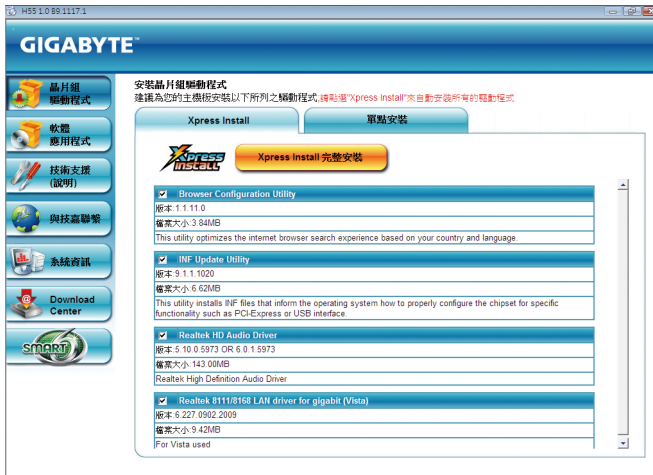 H55 1.0 B9.1117.1
GIGABYTE™
晶片組
驅動程式
軟體
應用程式
技術支援
(說明)
與技嘉聯繫
系統資訊
Download
Center
SMART6
安裝晶片組驅動程式
建議為您的主機板安裝以下所列之驅動程式;請點選"Xpress Install"來自動安裝所有的驅動程式
Xpress Install
單點安裝
Xpress INSTALL
Xpress Install 完整安裝
Browser Configuration Utility
版本:1.1.11.0
檔案大小:3.84MB
This utility optimizes the internet browser search experience based on your country and language.
INF Update Utility
版本:9.1.1.1020
檔案大小:6.62MB
This utility installs INF files that inform the operating system how to properly configure the chipset for specific
functionality such as PCI-Express or USB interface.
Realtek HD Audio Driver
版本:5.10.0.5973 OR 6.0.1.5973
檔案大小:143.00MB
Realtek High Definition Audio Driver
Realtek 8111/8168 LAN driver for gigabit (Vista)
版本:6.227.0902.2009
檔案大小:9.42MB
For Vista used